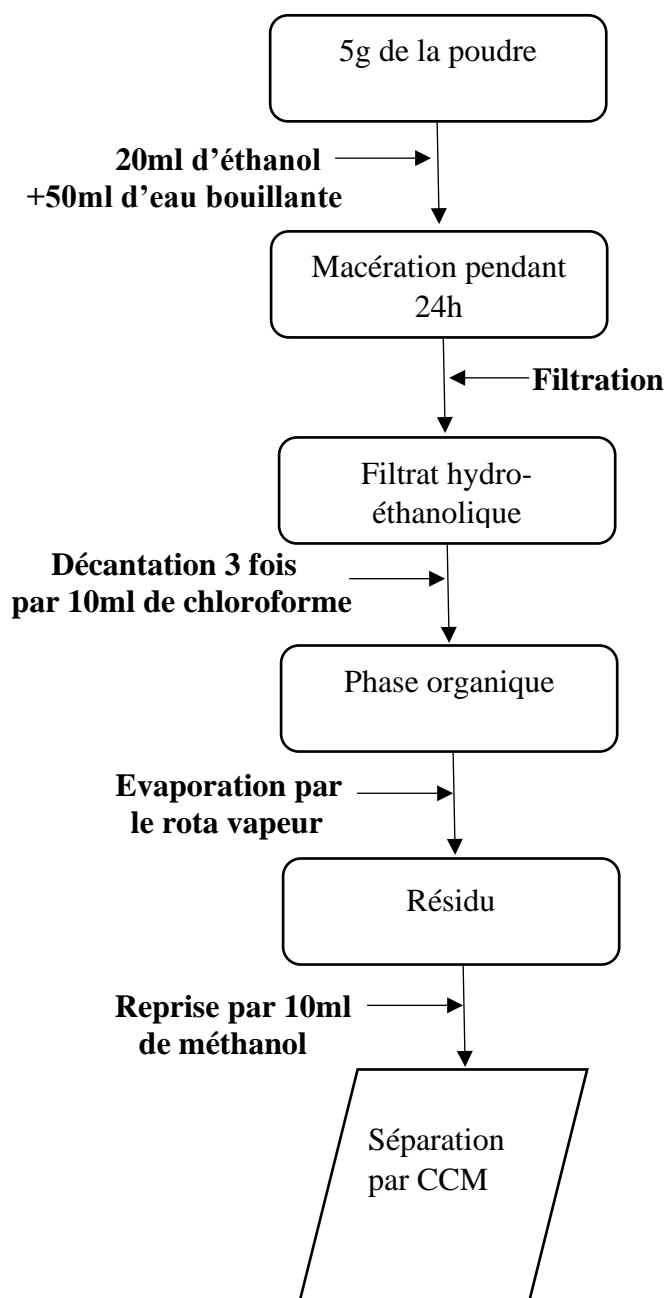 5g de la poudre
20ml d’éthanol
+50ml d’eau bouillante
Macération pendant
24h
Filtration
Filtrat hydro-
éthanolique
Décantation 3 fois
par 10ml de chloroforme
Phase organique
Evaporation par
le rota vapeur
Résidu
Reprise par 10ml
de méthanol
Séparation
par CCM